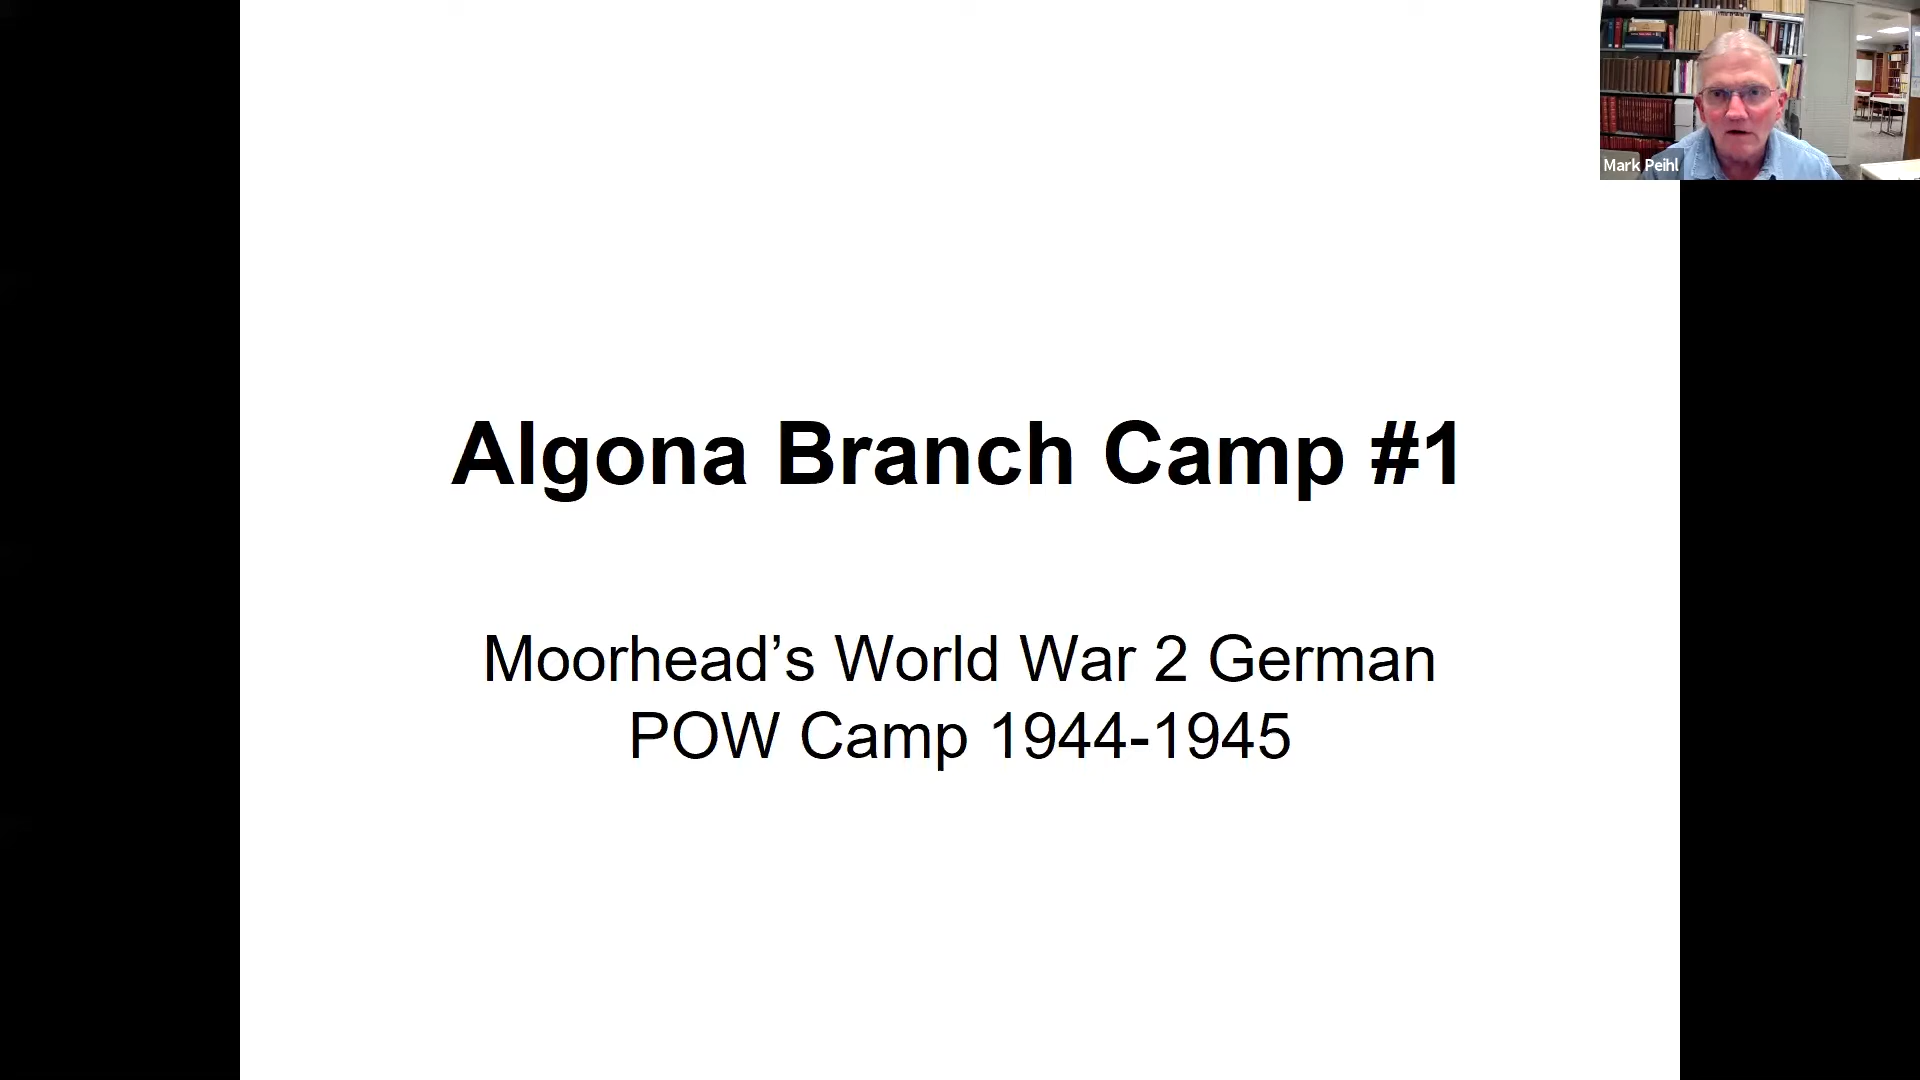 Algona Branch Camp #1
Moorhead’s World War 2 German
POW Camp 1944-1945
Mark Peihl